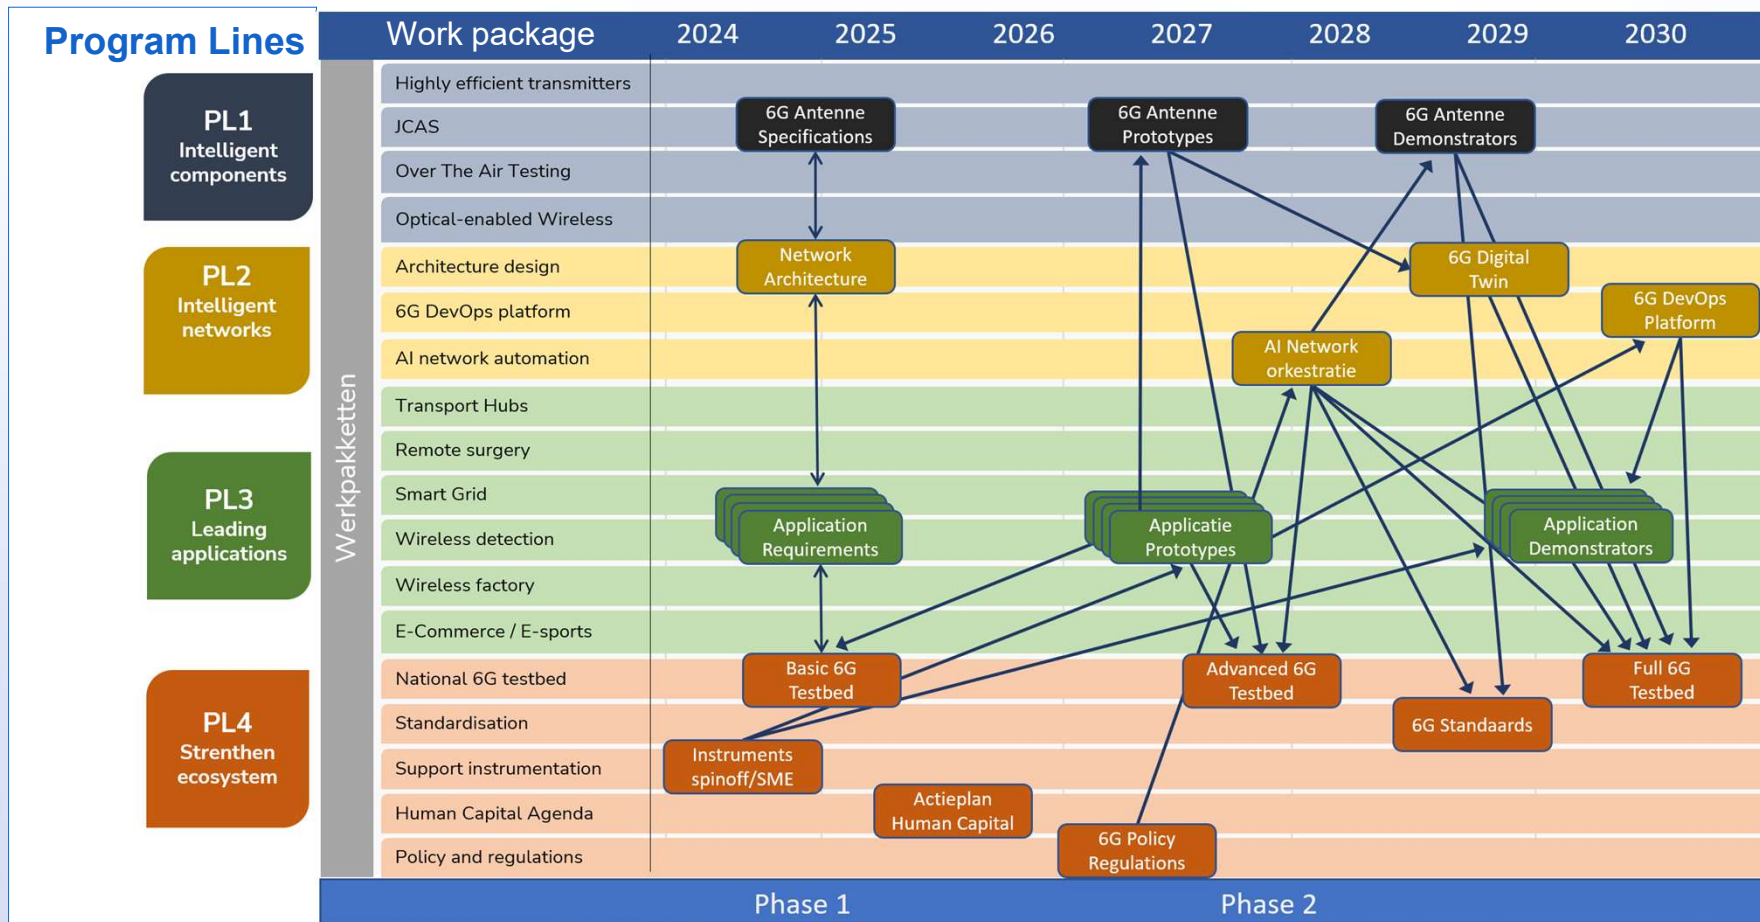 Program Lines
Work package
2024
2025
2026
2027
2028
2029
2030
PL1
Intelligent
components
PL2
Intelligent
networks
PL3
Leading
applications
PL4
Strenthen
ecosystem
Werkpakketten
Highly efficient transmitters
JCAS
Over The Air Testing
Optical-enabled Wireless
Architecture design
6G DevOps platform
AI network automation
Transport Hubs
Remote surgery
Smart Grid
Wireless detection
Wireless factory
E-Commerce / E-sports
National 6G testbed
Standardisation
Support instrumentation
Human Capital Agenda
Policy and regulations
6G Antenne
Specifications
6G Antenne
Prototypes
6G Antenne
Demonstrators
Network
Architecture
6G Digital
Twin
6G DevOps
Platform
AI Network
orkestratie
Application
Requirements
Applicatie
Prototypes
Application
Demonstrators
Basic 6G
Testbed
Advanced 6G
Testbed
Full 6G
Testbed
6G Standaards
Instruments
spinoff/SME
Actieplan
Human Capital
6G Policy
Regulations
Phase 1
Phase 2